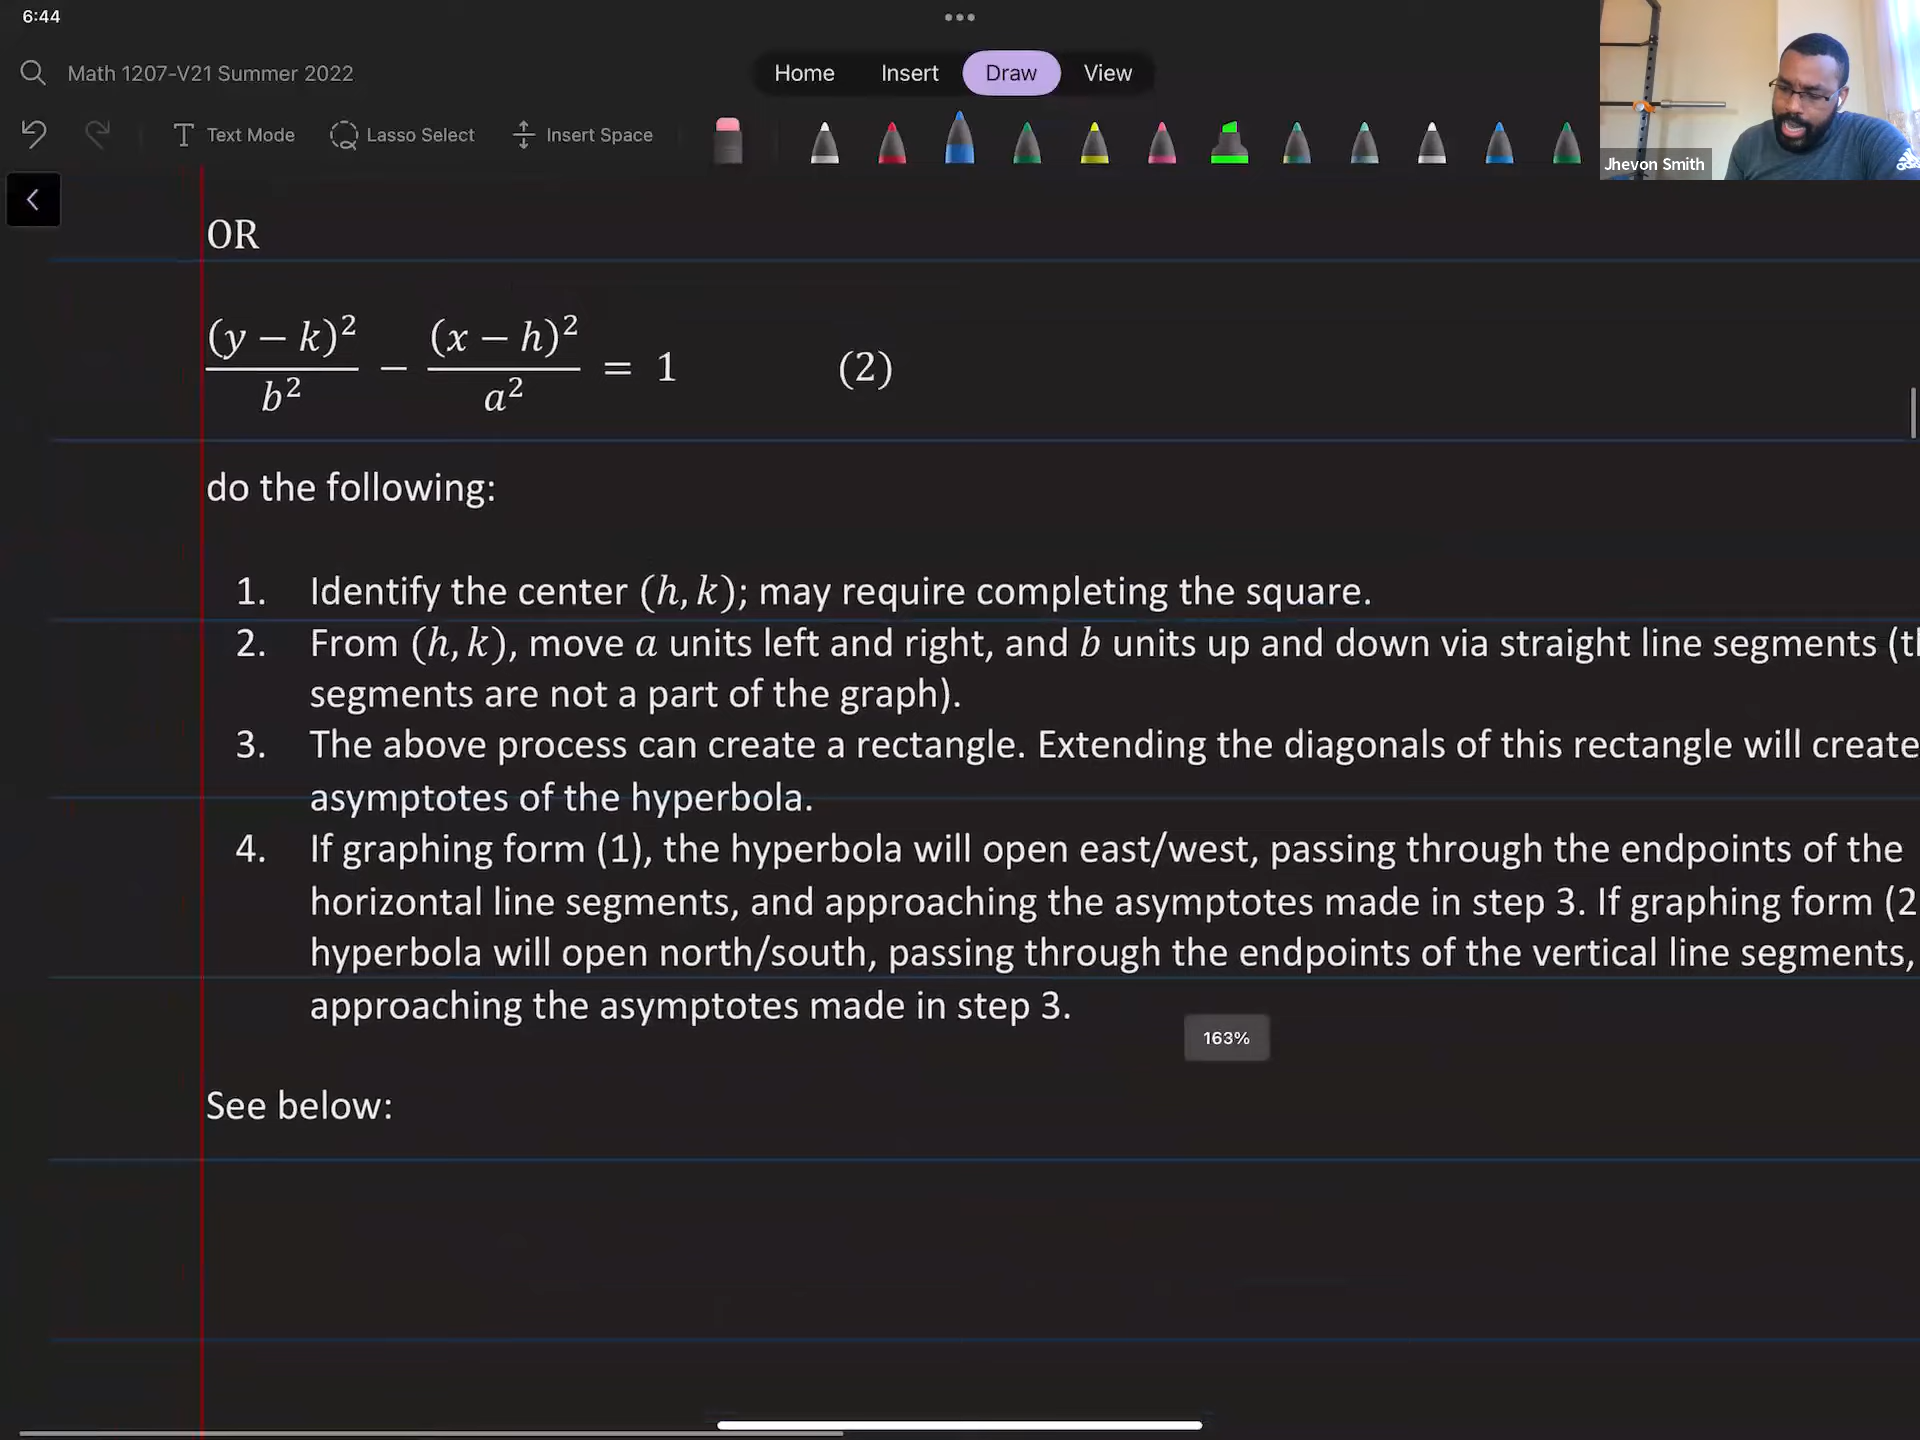 6:44
Math 1207-V21 Summer 2022
Home Insert Draw View
Text Mode Lasso Select Insert Space
Jhevon Smith
OR
(y − k)² / b² − (x − h)² / a² = 1 (2)
do the following:
1. Identify the center (h, k); may require completing the square.
2. From (h, k), move a units left and right, and b units up and down via straight line segments
segments are not a part of the graph).
3. The above process can create a rectangle. Extending the diagonals of this rectangle will create
asymptotes of the hyperbola.
4. If graphing form (1), the hyperbola will open east/west, passing through the endpoints of the
horizontal line segments, and approaching the asymptotes made in step 3. If graphing form (2
hyperbola will open north/south, passing through the endpoints of the vertical line segments,
approaching the asymptotes made in step 3.
163%
See below: